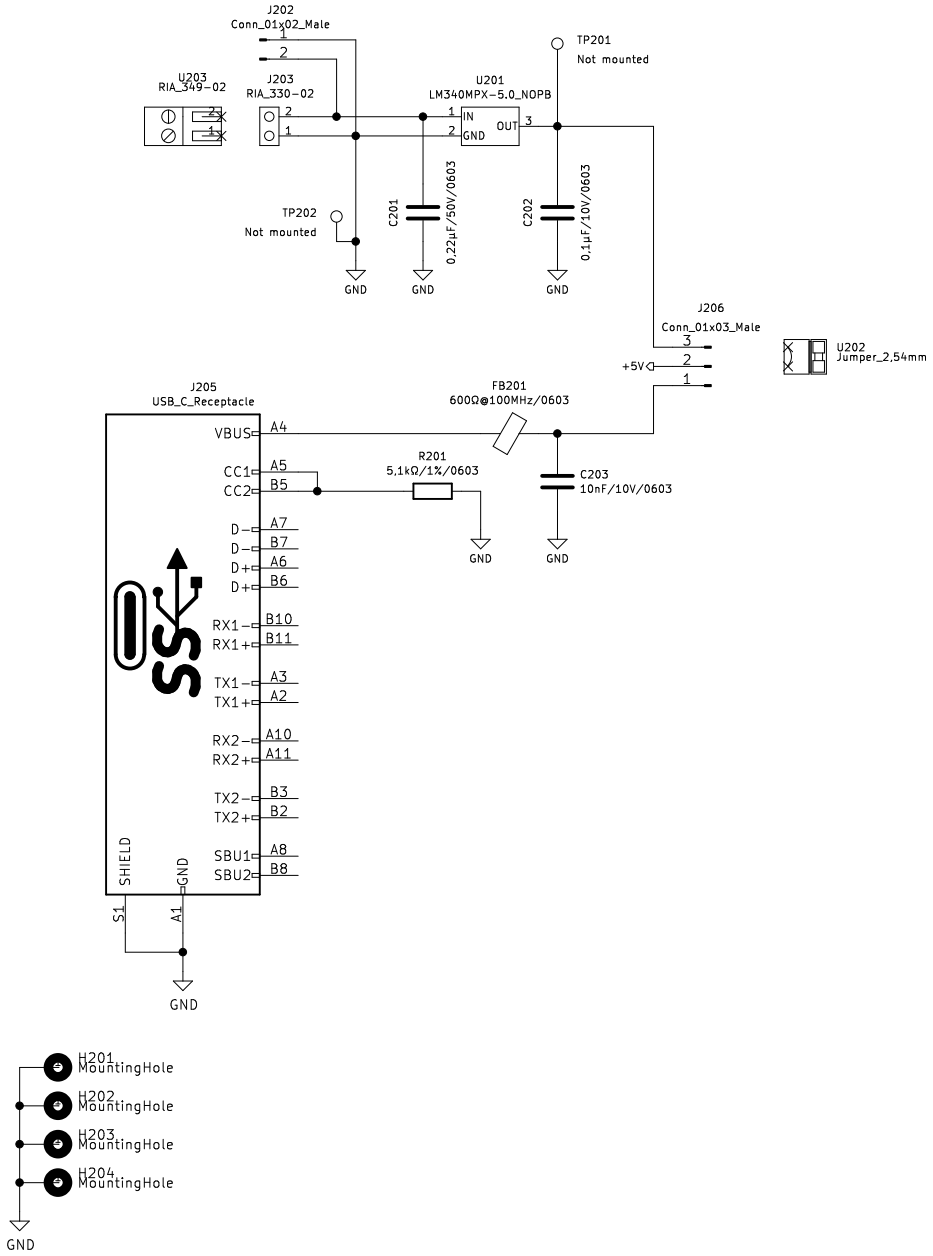 J202
Conn_01x02_Male
1
2
U203
RIA_349-02
2
1
J203
RIA_330-02
2
1
U201
LM340MPX-5.0_NOPB
1 IN
2 GND
OUT 3
TP201
Not mounted
TP202
Not mounted
C201
0,22µF/50V/0603
C202
0,1µF/10V/0603
GND
GND
GND
J206
Conn_01x03_Male
3
+5V 2
1
U202
Jumper_2,54mm
J205
USB_C_Receptacle
FB201
600Ω@100MHz/0603
VBUS A4
R201
5,1kΩ/1%/0603
CC1 A5
CC2 B5
C203
10nF/10V/0603
GND
GND
D- A7
D- B7
D+ A6
D+ B6
RX1- B10
RX1+ B11
SS
TX1- A3
TX1+ A2
RX2- A10
RX2+ A11
TX2- B3
TX2+ B2
SBU1 A8
SBU2 B8
SHIELD
GND
S1
A1
GND
H201
MountingHole
H202
MountingHole
H203
MountingHole
H204
MountingHole
GND